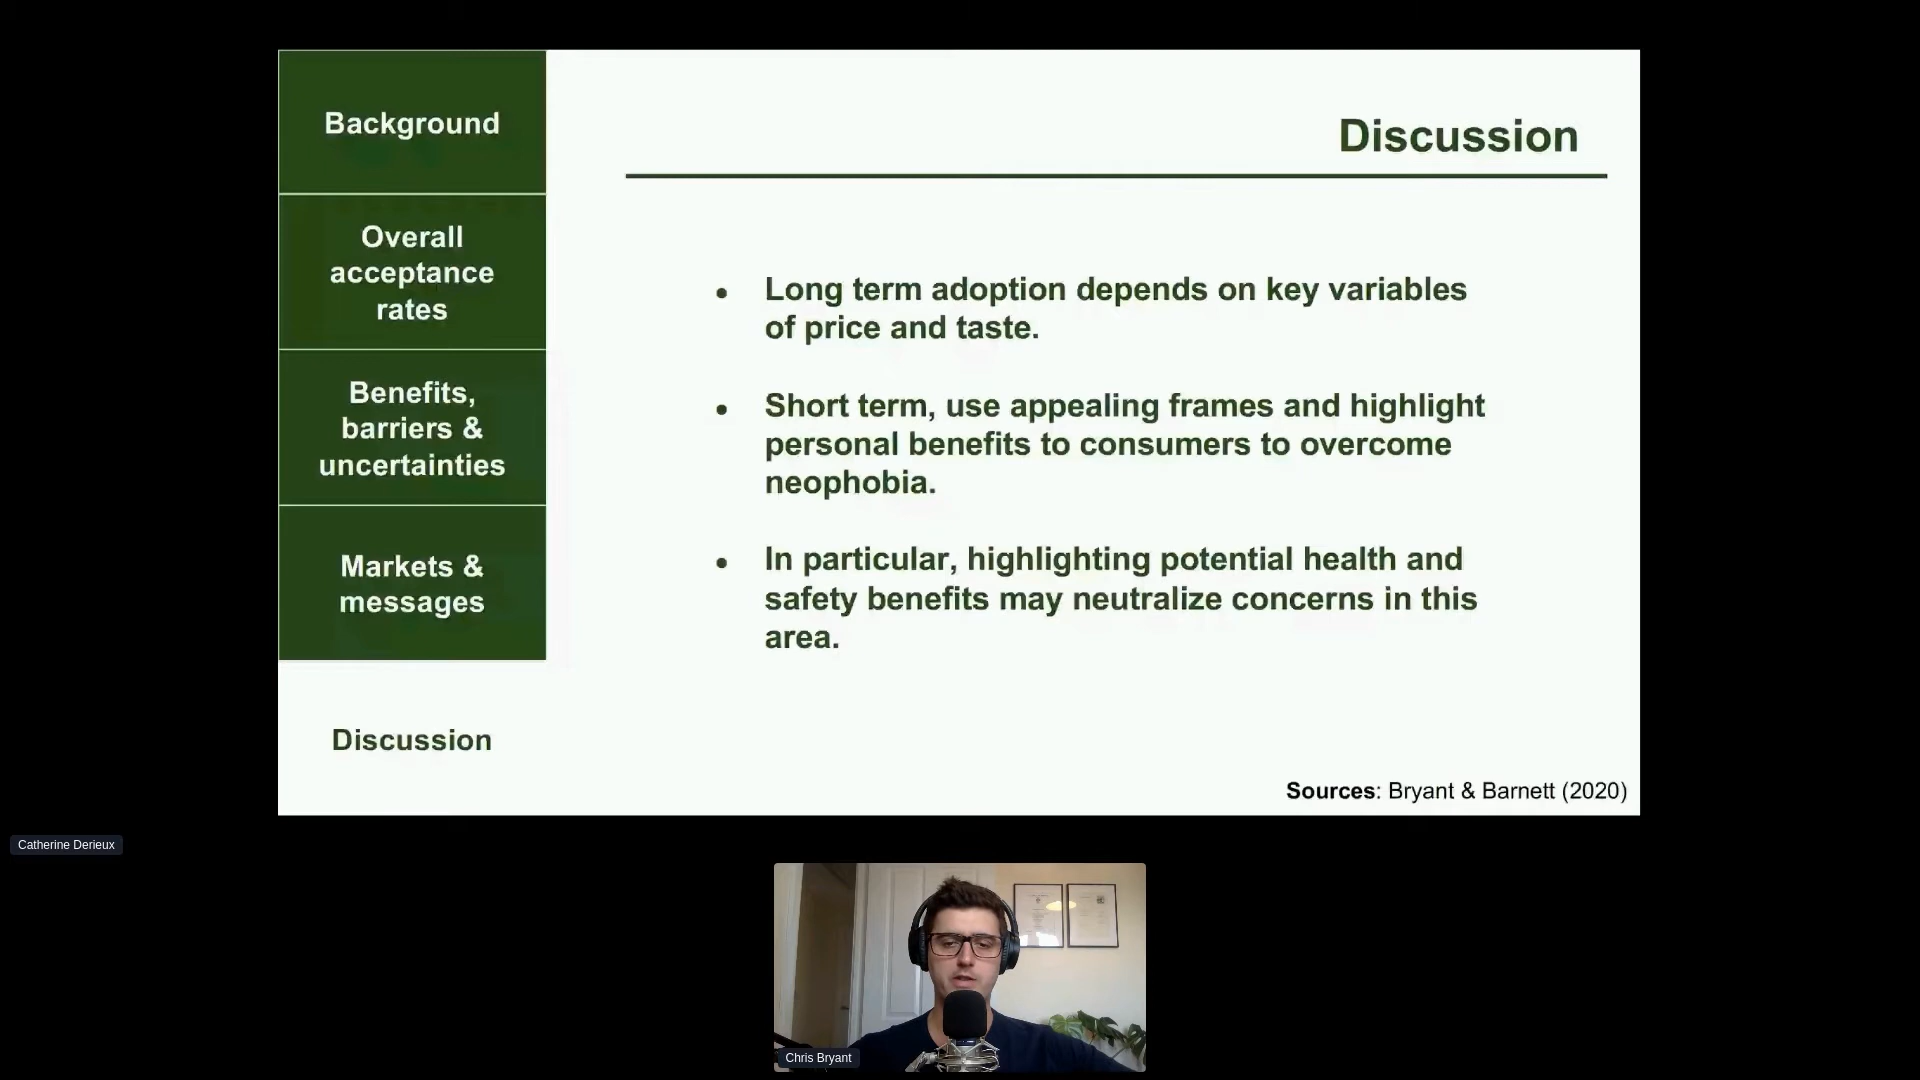 Background
Overall
acceptance
rates
Benefits,
barriers &
uncertainties
Markets &
messages
Discussion
Discussion
• Long term adoption depends on key variables
of price and taste.
• Short term, use appealing frames and highlight
personal benefits to consumers to overcome
neophobia.
• In particular, highlighting potential health and
safety benefits may neutralize concerns in this
area.
Sources: Bryant & Barnett (2020)
Catherine Derieux
Chris Bryant